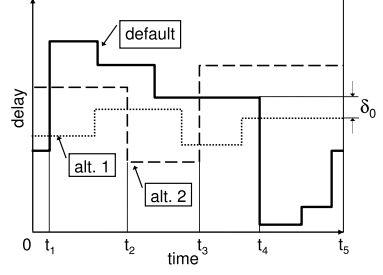 default
delay
δ₀
alt. 1
alt. 2
0 t₁ t₂ t₃ t₄ t₅
time